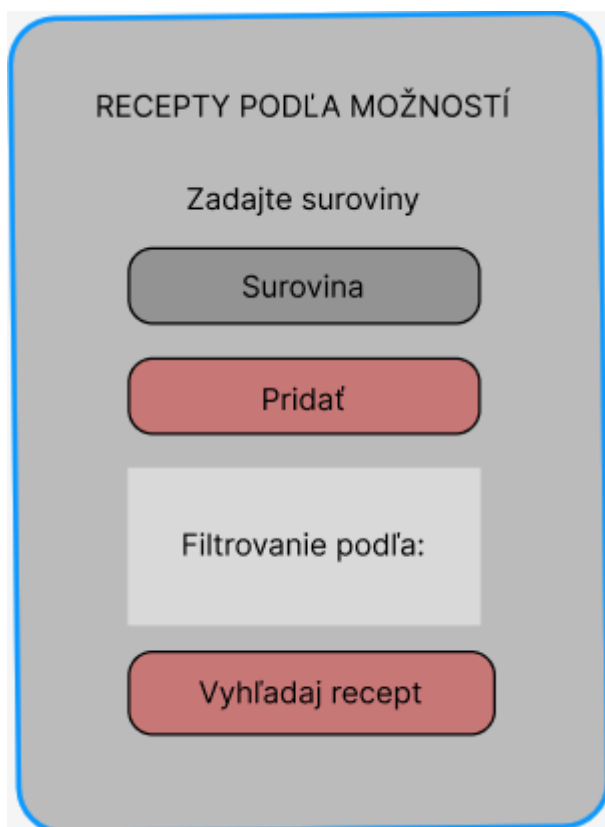 RECEPTY PODĽA MOŽNOSTÍ
Zadajte suroviny
Surovina
Pridať
Filtrovanie podľa:
Vyhľadaj recept